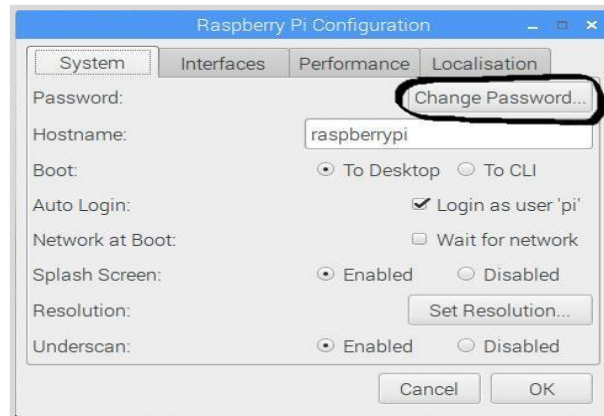 Raspberry Pi Configuration
System Interfaces Performance Localisation
Password: Change Password...
Hostname: raspberrypi
Boot: To Desktop To CLI
Auto Login: Login as user 'pi'
Network at Boot: Wait for network
Splash Screen: Enabled Disabled
Resolution: Set Resolution...
Underscan: Enabled Disabled
Cancel OK